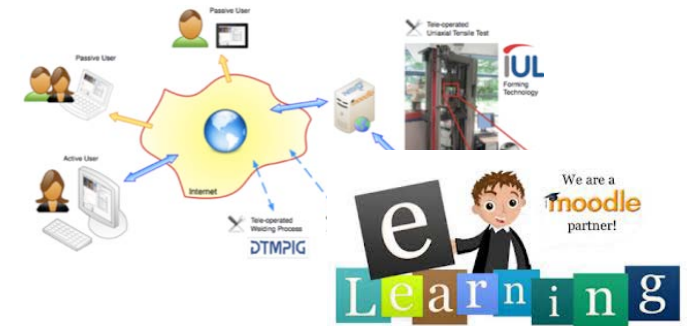 Passive User
Passive User
Active User
Internet
Tele-operated
Uniaxial Tensile Test
IUL
Forming
Technology
Tele-operated
Welding Process
DTMPIG
moodle
We are a
moodle
partner!
e
Learning